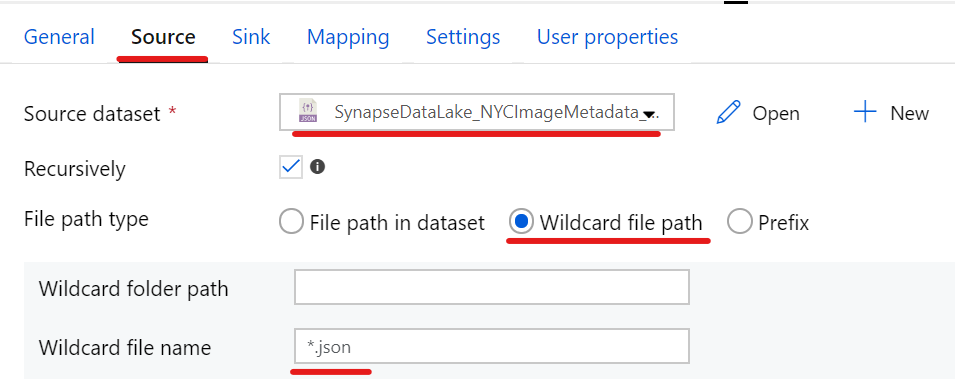 General Source Sink Mapping Settings User properties
Source dataset * JSON SynapseDataLake_NYCImageMetadata_... Open New
Recursively
File path type File path in dataset Wildcard file path Prefix
Wildcard folder path
Wildcard file name *.json